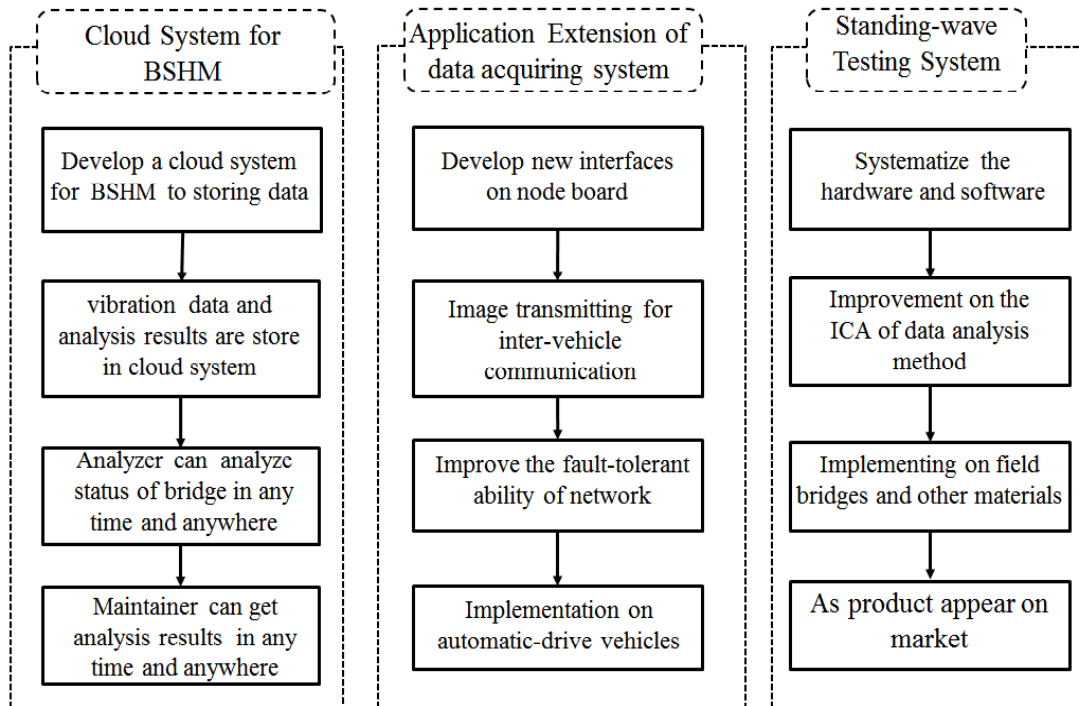 Cloud System for
BSHM
Develop a cloud system
for BSHM to storing data
vibration data and
analysis results are store
in cloud system
Analyzer can analyze
status of bridge in any
time and anywhere
Maintainer can get
analysis results in any
time and anywhere
Application Extension of
data acquiring system
Develop new interfaces
on node board
Image transmitting for
inter-vehicle
communication
Improve the fault-tolerant
ability of network
Implementation on
automatic-drive vehicles
Standing-wave
Testing System
Systematize the
hardware and software
Improvement on the
ICA of data analysis
method
Implementing on field
bridges and other materials
As product appear on
market